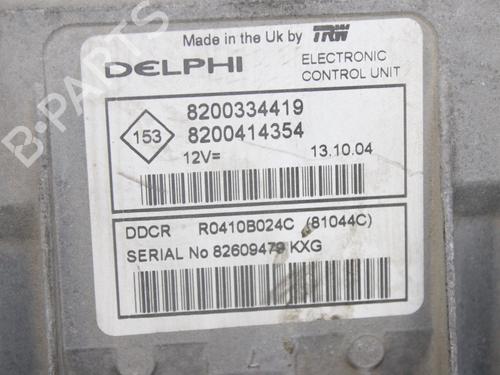 Made in the Uk by TRW
DELPHI
ELECTRONIC
CONTROL UNIT
153
8200334419
8200414354
12V=
13.10.04
DDCR R0410B024C (81044C)
SERIAL No 82609479 KXG
B-PARTS